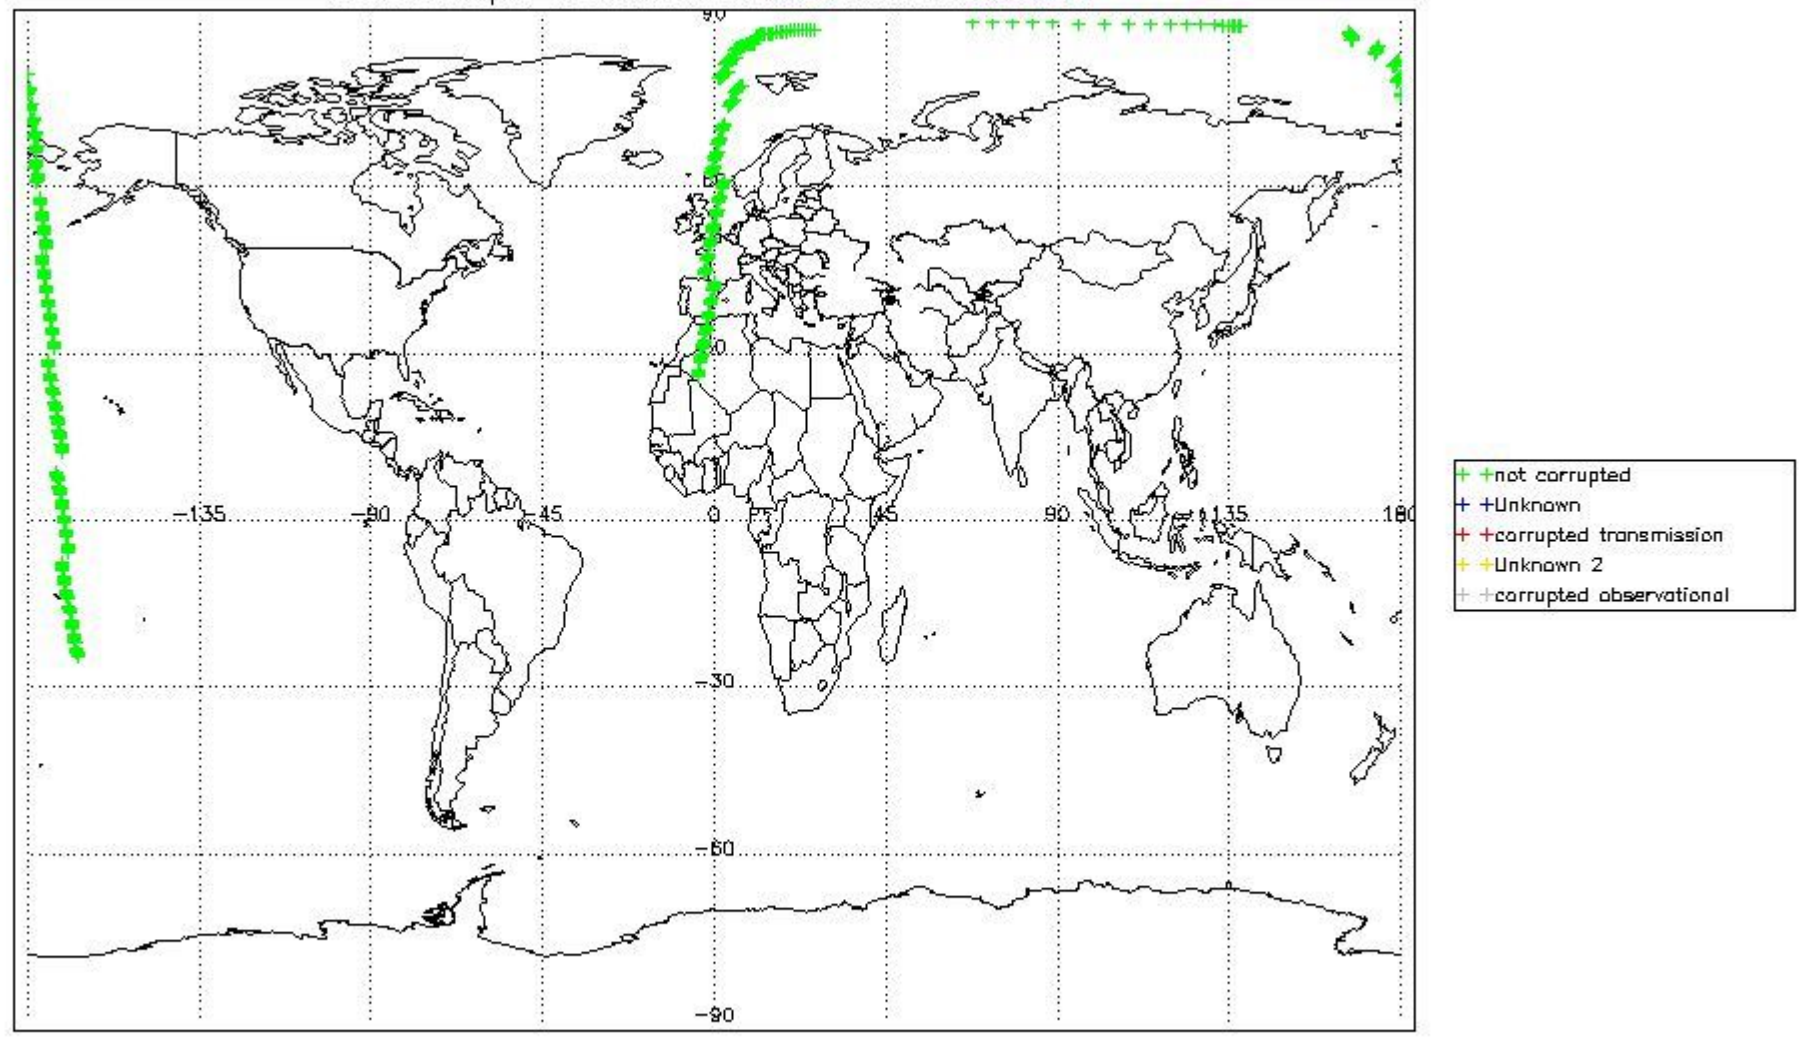 90
-135
-90
-45
0
45
90
135
180
-30
-60
-90
not corrupted
Unknown
corrupted transmission
Unknown 2
corrupted observational